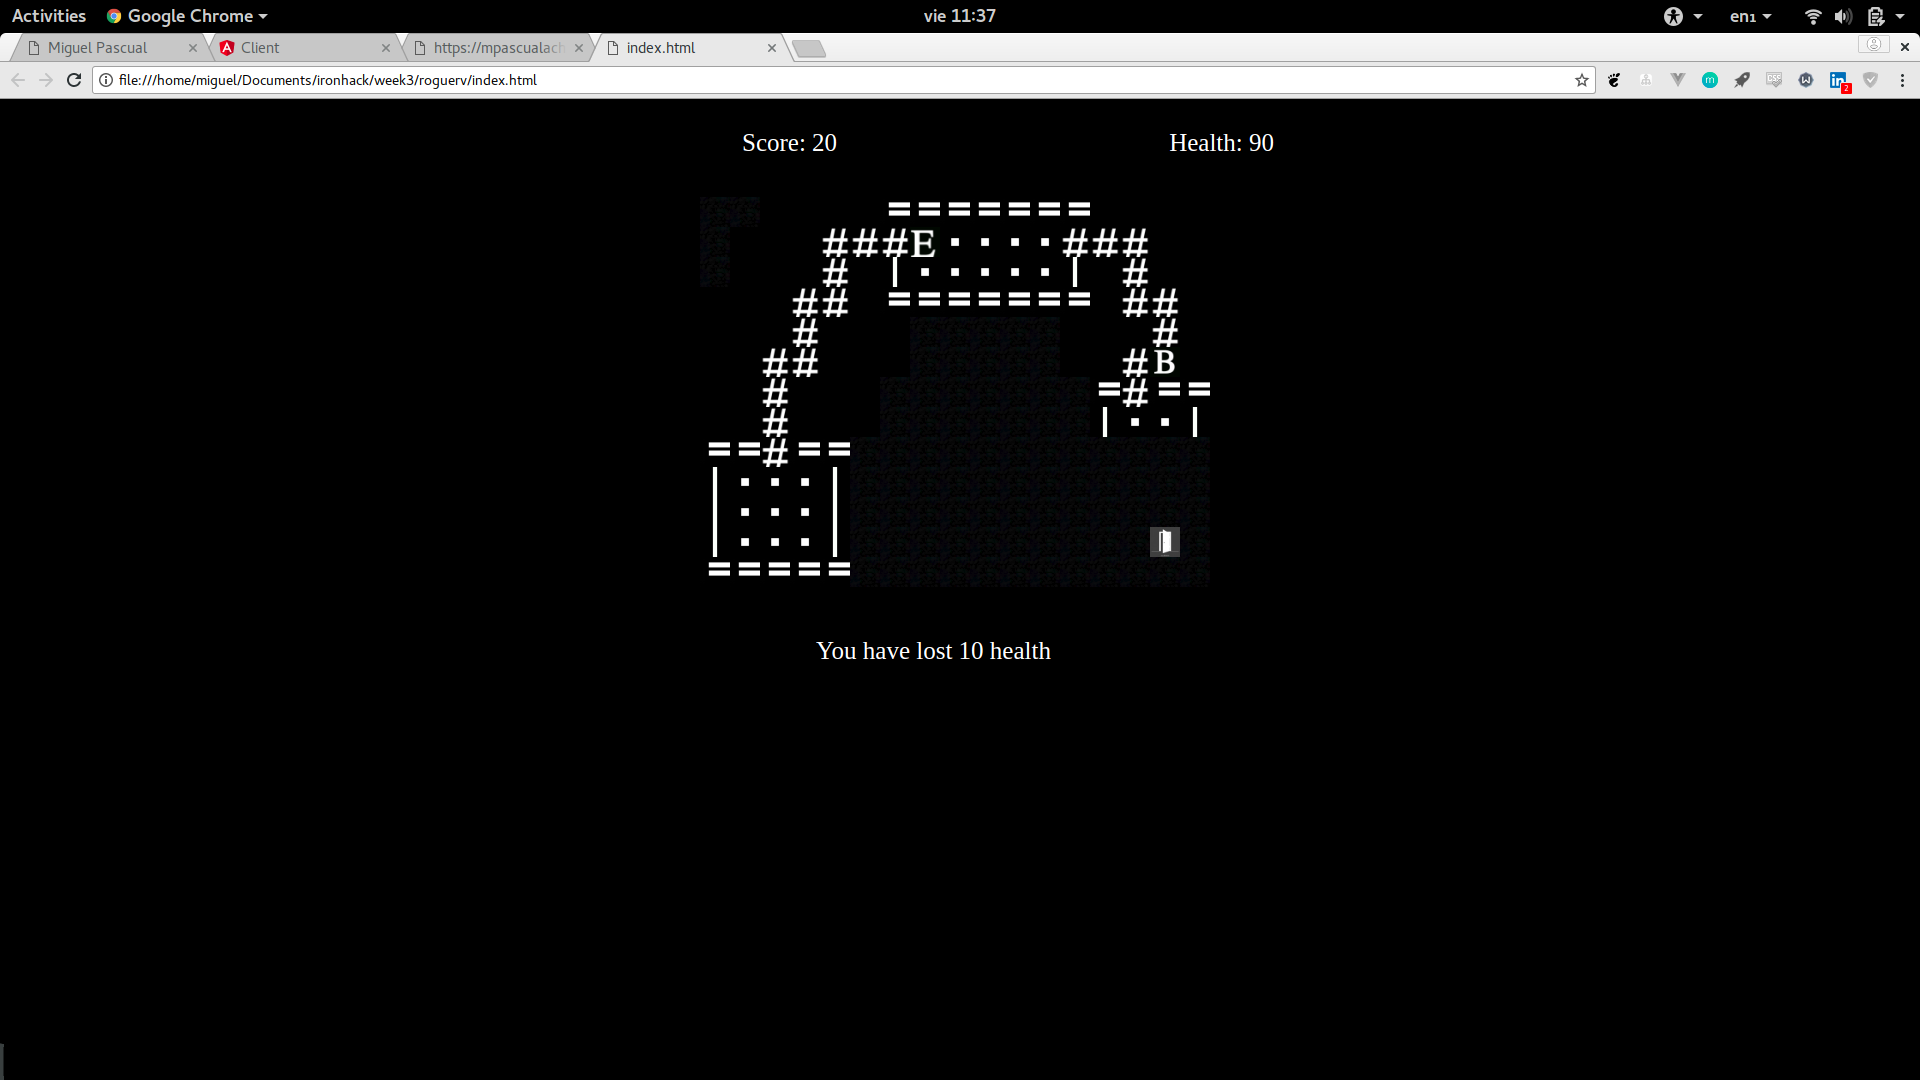 Activities Google Chrome vie 11:37 en₁
Miguel Pascual Client https://mpascualach index.html
file:///home/miguel/Documents/ironhack/week3/roguerv/index.html
Score: 20 Health: 90
=======
###E····###
# |·····| #
## ======= ##
# #
## #B
# =#==
# |··|
==#==
|···|
|···|
|···|
=====
You have lost 10 health